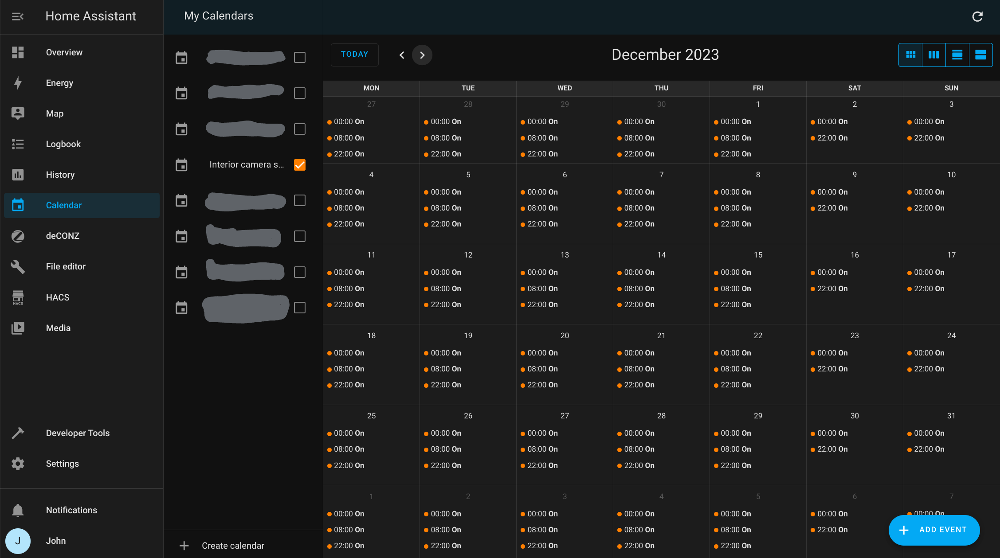 Home Assistant
Overview
Energy
Map
Logbook
History
Calendar
deCONZ
File editor
HACS
HACS
Media
Developer Tools
Settings
Notifications
J
John
My Calendars
Interior camera s...
Create calendar
TODAY
December 2023
MON TUE WED THU FRI SAT SUN
27 28 29 30 1 2 3
00:00 On 00:00 On 00:00 On 00:00 On 00:00 On 00:00 On 00:00 On
08:00 On 08:00 On 08:00 On 08:00 On 08:00 On 22:00 On 22:00 On
22:00 On 22:00 On 22:00 On 22:00 On 22:00 On
4 5 6 7 8 9 10
00:00 On 00:00 On 00:00 On 00:00 On 00:00 On 00:00 On 00:00 On
08:00 On 08:00 On 08:00 On 08:00 On 08:00 On 22:00 On 22:00 On
22:00 On 22:00 On 22:00 On 22:00 On 22:00 On
11 12 13 14 15 16 17
00:00 On 00:00 On 00:00 On 00:00 On 00:00 On 00:00 On 00:00 On
08:00 On 08:00 On 08:00 On 08:00 On 08:00 On 22:00 On 22:00 On
22:00 On 22:00 On 22:00 On 22:00 On 22:00 On
18 19 20 21 22 23 24
00:00 On 00:00 On 00:00 On 00:00 On 00:00 On 00:00 On 00:00 On
08:00 On 08:00 On 08:00 On 08:00 On 08:00 On 22:00 On 22:00 On
22:00 On 22:00 On 22:00 On 22:00 On 22:00 On
25 26 27 28 29 30 31
00:00 On 00:00 On 00:00 On 00:00 On 00:00 On 00:00 On 00:00 On
08:00 On 08:00 On 08:00 On 08:00 On 08:00 On 22:00 On 22:00 On
22:00 On 22:00 On 22:00 On 22:00 On 22:00 On
1 2 3 4 5 6 7
00:00 On 00:00 On 00:00 On 00:00 On 00:00 On 00:00 On 00:00 On
08:00 On 08:00 On 08:00 On 08:00 On 08:00 On 22:00 On
22:00 On 22:00 On 22:00 On 22:00 On 22:00 On
ADD EVENT